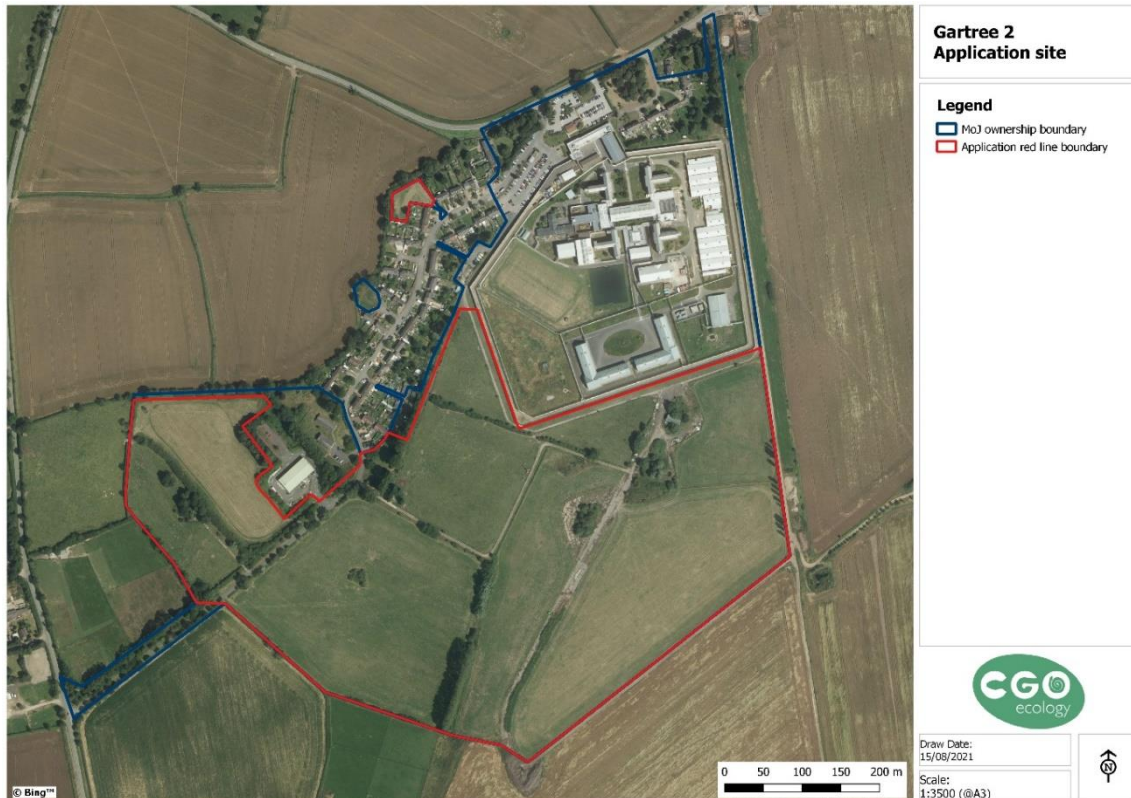 Gartree 2
Application site
Legend
MoJ ownership boundary
Application red line boundary
CGO
ecology
Draw Date:
15/08/2021
Scale:
1:3500 (@A3)
N
0 50 100 150 200 m
© Bing™